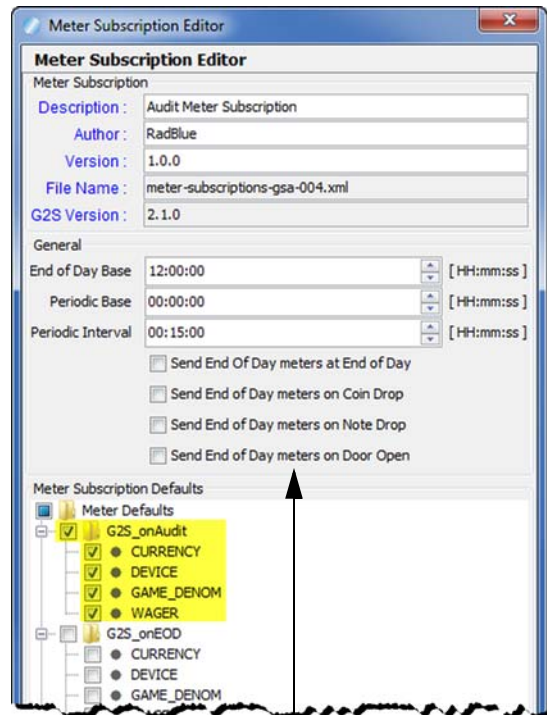 Meter Subscription Editor
Meter Subscription Editor
Meter Subscription
Description : Audit Meter Subscription
Author : RadBlue
Version : 1.0.0
File Name : meter-subscriptions-gsa-004.xml
G2S Version : 2.1.0
General
End of Day Base 12:00:00 [ HH:mm:ss ]
Periodic Base 00:00:00 [ HH:mm:ss ]
Periodic Interval 00:15:00 [ HH:mm:ss ]
Send End Of Day meters at End of Day
Send End of Day meters on Coin Drop
Send End of Day meters on Note Drop
Send End of Day meters on Door Open
Meter Subscription Defaults
Meter Defaults
G2S_onAudit
CURRENCY
DEVICE
GAME_DENOM
WAGER
G2S_onEOD
CURRENCY
DEVICE
GAME_DENOM